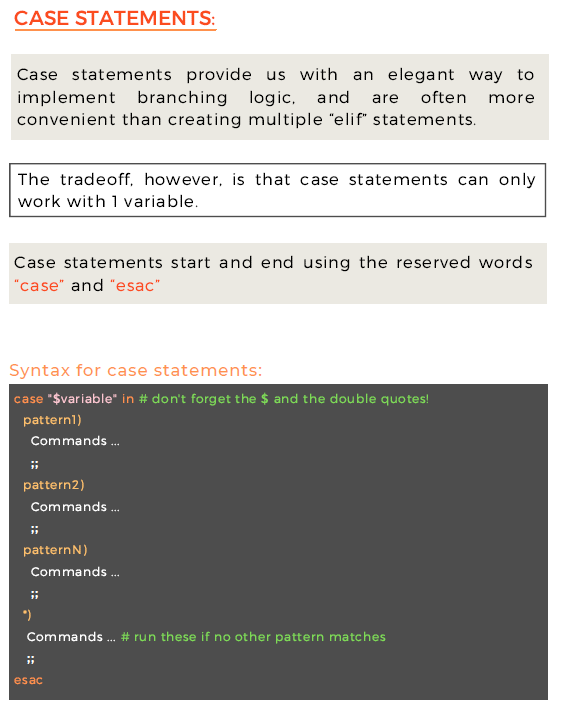 CASE STATEMENTS:
Case statements provide us with an elegant way to
implement branching logic, and are often more
convenient than creating multiple “elif” statements.
The tradeoff, however, is that case statements can only
work with 1 variable.
Case statements start and end using the reserved words
“case” and “esac”
Syntax for case statements:
case "$variable" in # don't forget the $ and the double quotes!
pattern1)
Commands ...
;;
pattern2)
Commands ...
;;
patternN)
Commands ...
;;
*)
Commands ... # run these if no other pattern matches
;;
esac